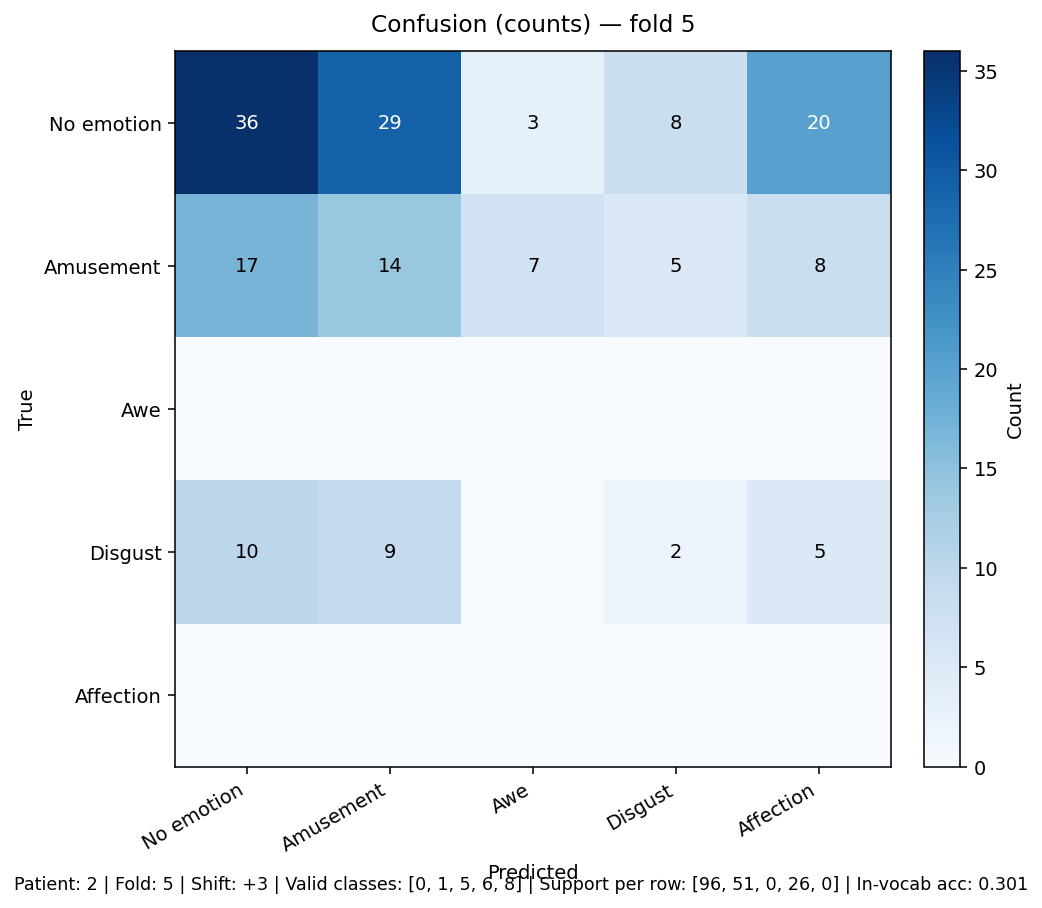 Confusion (counts) — fold 5
No emotion 36 29 3 8 20 35
30
Amusement 17 14 7 5 8 25
20
True Awe Count
15
Disgust 10 9 2 5 10
5
Affection
0
No emotion Amusement Awe Disgust Affection
Predicted
Patient: 2 | Fold: 5 | Shift: +3 | Valid classes: [0, 1, 5, 6, 8] | Support per row: [96, 51, 0, 26, 0] | In-vocab acc: 0.301